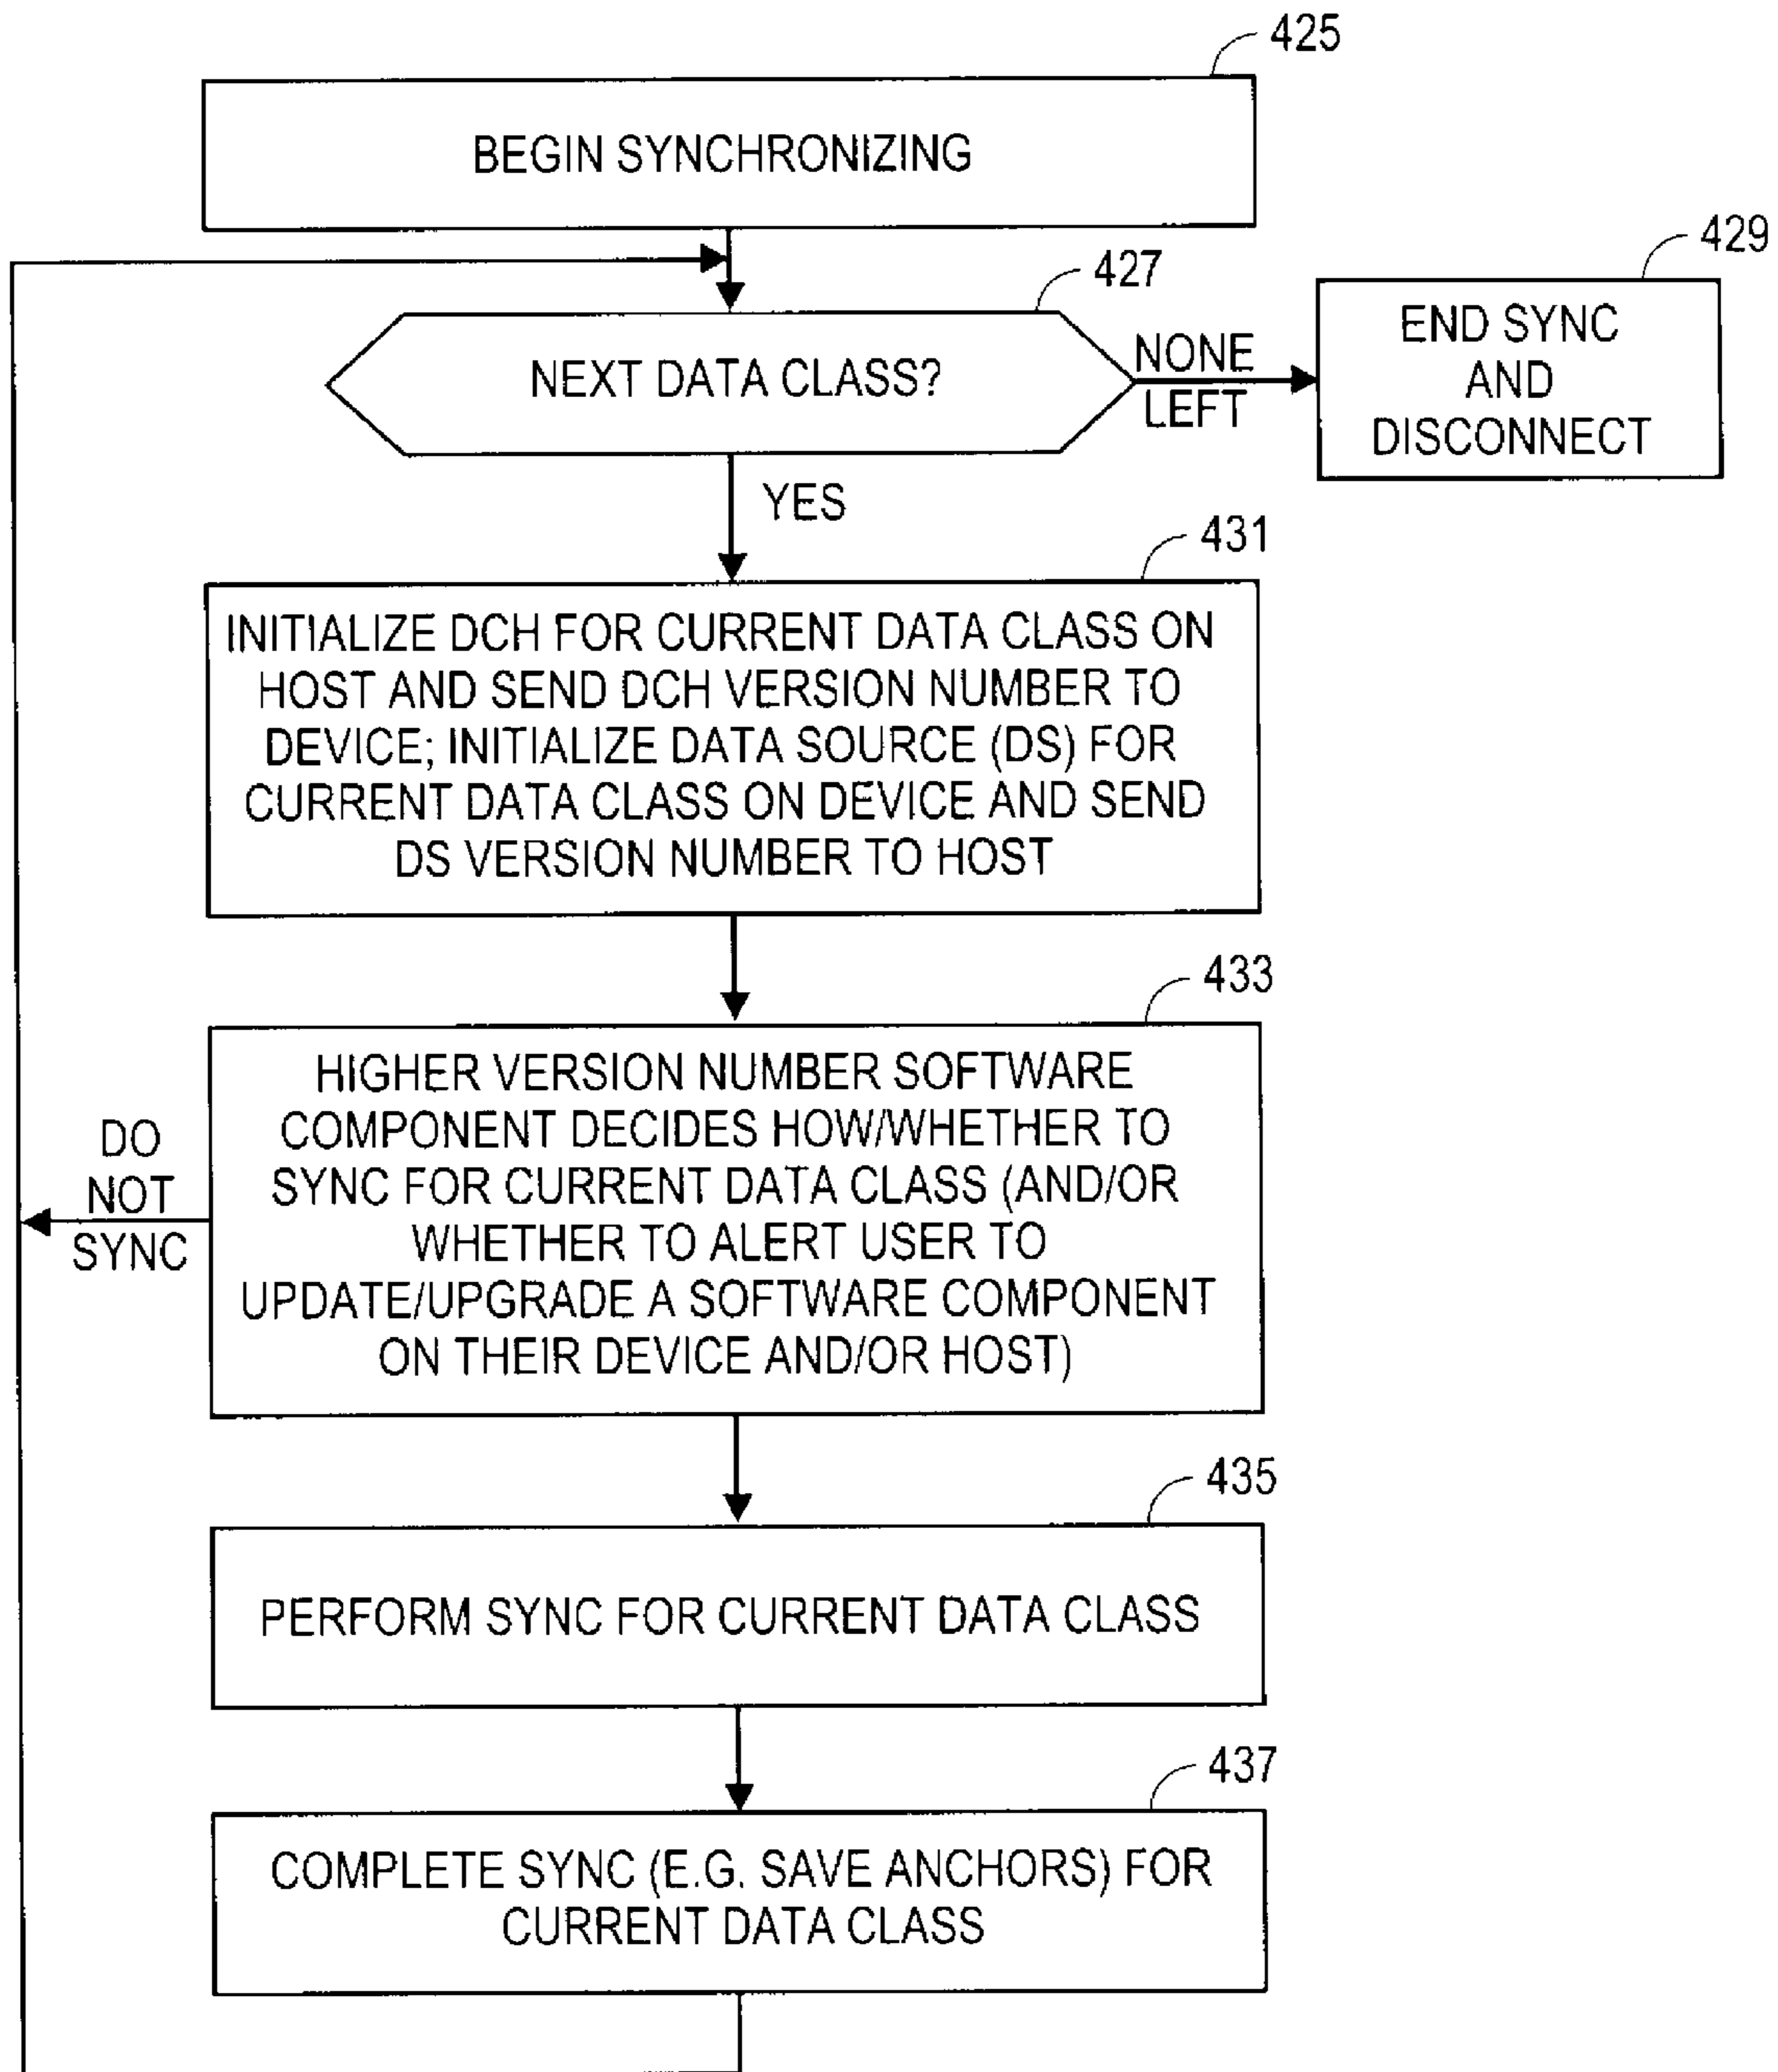 425
BEGIN SYNCHRONIZING
427
429
NEXT DATA CLASS?
NONE
LEFT
END SYNC
AND
DISCONNECT
YES
431
INITIALIZE DCH FOR CURRENT DATA CLASS ON
HOST AND SEND DCH VERSION NUMBER TO
DEVICE; INITIALIZE DATA SOURCE (DS) FOR
CURRENT DATA CLASS ON DEVICE AND SEND
DS VERSION NUMBER TO HOST
433
HIGHER VERSION NUMBER SOFTWARE
COMPONENT DECIDES HOW/WHETHER TO
SYNC FOR CURRENT DATA CLASS (AND/OR
WHETHER TO ALERT USER TO
UPDATE/UPGRADE A SOFTWARE COMPONENT
ON THEIR DEVICE AND/OR HOST)
DO
NOT
SYNC
435
PERFORM SYNC FOR CURRENT DATA CLASS
437
COMPLETE SYNC (E.G. SAVE ANCHORS) FOR
CURRENT DATA CLASS